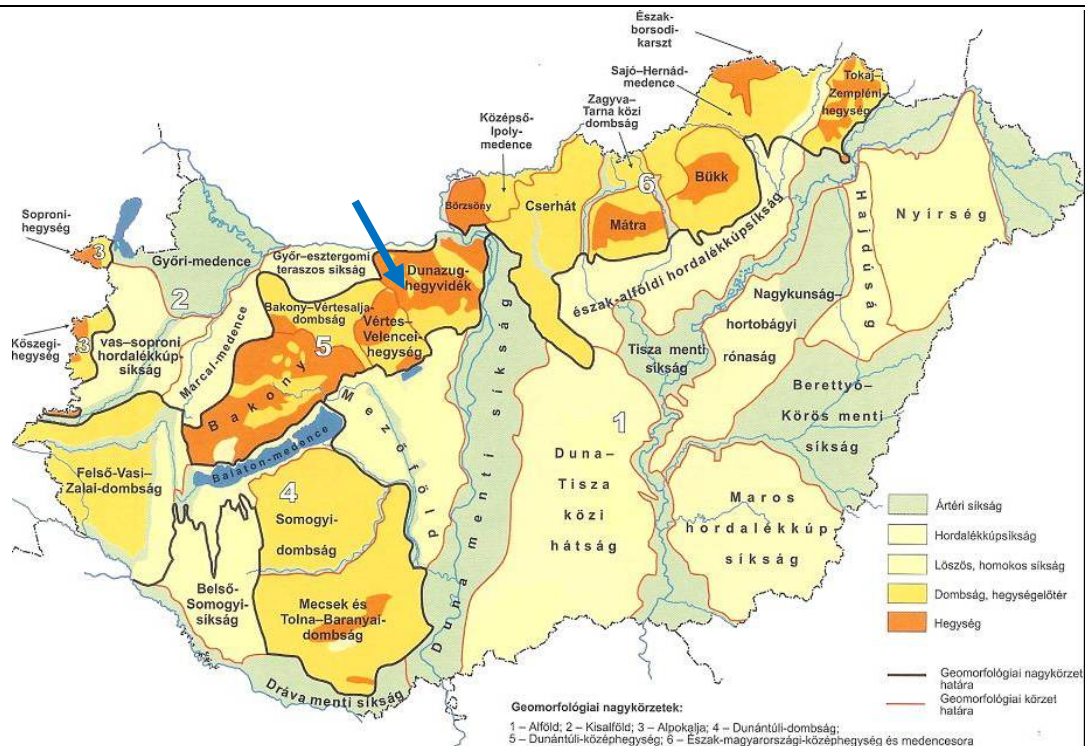 Észak-
borsodi-
karszt
Sajó–Hernád-
medence
Tokaj–
Zempléni-
hegység
Zagyva–
Tarna közi
dombság
Középső-
Ipoly-
medence
6
Bükk
Börzsöny
Cserhát
Mátra
Nyírség
Hajdúság
észak-alföldi hordalékkúpsíkság
Soproni-
hegység
3
Győri-medence
Győr–esztergomi
teraszos síkság
Dunazug-
hegyvidék
2
Nagykunság–
hortobágyi
rónaság
Kőszegi-
hegység
3
vas–soproni
hordalékkúp-
síkság
Marcal-medence
Bakony–Vértesalja-
dombság
5
Vértes–
Velencei-
hegység
Tisza menti
síkság
Berettyó–
Körös menti
síkság
Bakony
Mezőföld
Duna menti síkság
1
Duna–
Tisza
közi
hátság
Balaton-medence
Felső-Vasi–
Zalai-dombság
4
Somogyi-
dombság
Maros
hordalékkúp
síkság
Belső-
Somogyi-
síkság
Mecsek és
Tolna–Baranyai-
dombság
Dráva menti síkság
Ártéri síkság
Hordalékkúpsíkság
Löszös, homokos síkság
Dombság, hegységelőtér
Hegység
Geomorfológiai nagykörzet
határa
Geomorfológiai körzet
határa
Geomorfológiai nagykörzetek:
1 – Alföld; 2 – Kisalföld; 3 – Alpokalja; 4 – Dunántúli-dombság;
5 – Dunántúli-középhegység; 6 – Észak-magyarországi-középhegység és medencesora